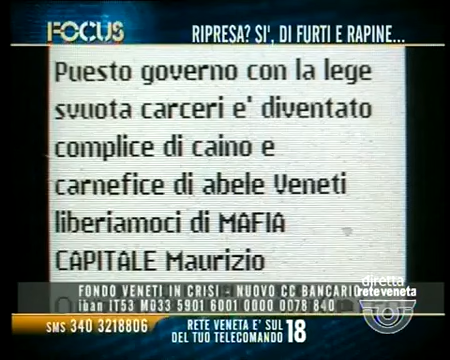 FOCUS
RIPRESA? SI', DI FURTI E RAPINE...
Puesto governo con la lege
svuota carceri e' diventato
complice di caino e
carnefice di abele Veneti
liberiamoci di MAFIA
CAPITALE Maurizio
diretta
reteveneta
FONDO VENETI IN CRISI - NUOVO CC BANCARIO
iban IT53 M033 5901 6001 0000 0078 840
SMS 340 3218806
RETE VENETA E' SUL 18
DEL TUO TELECOMANDO